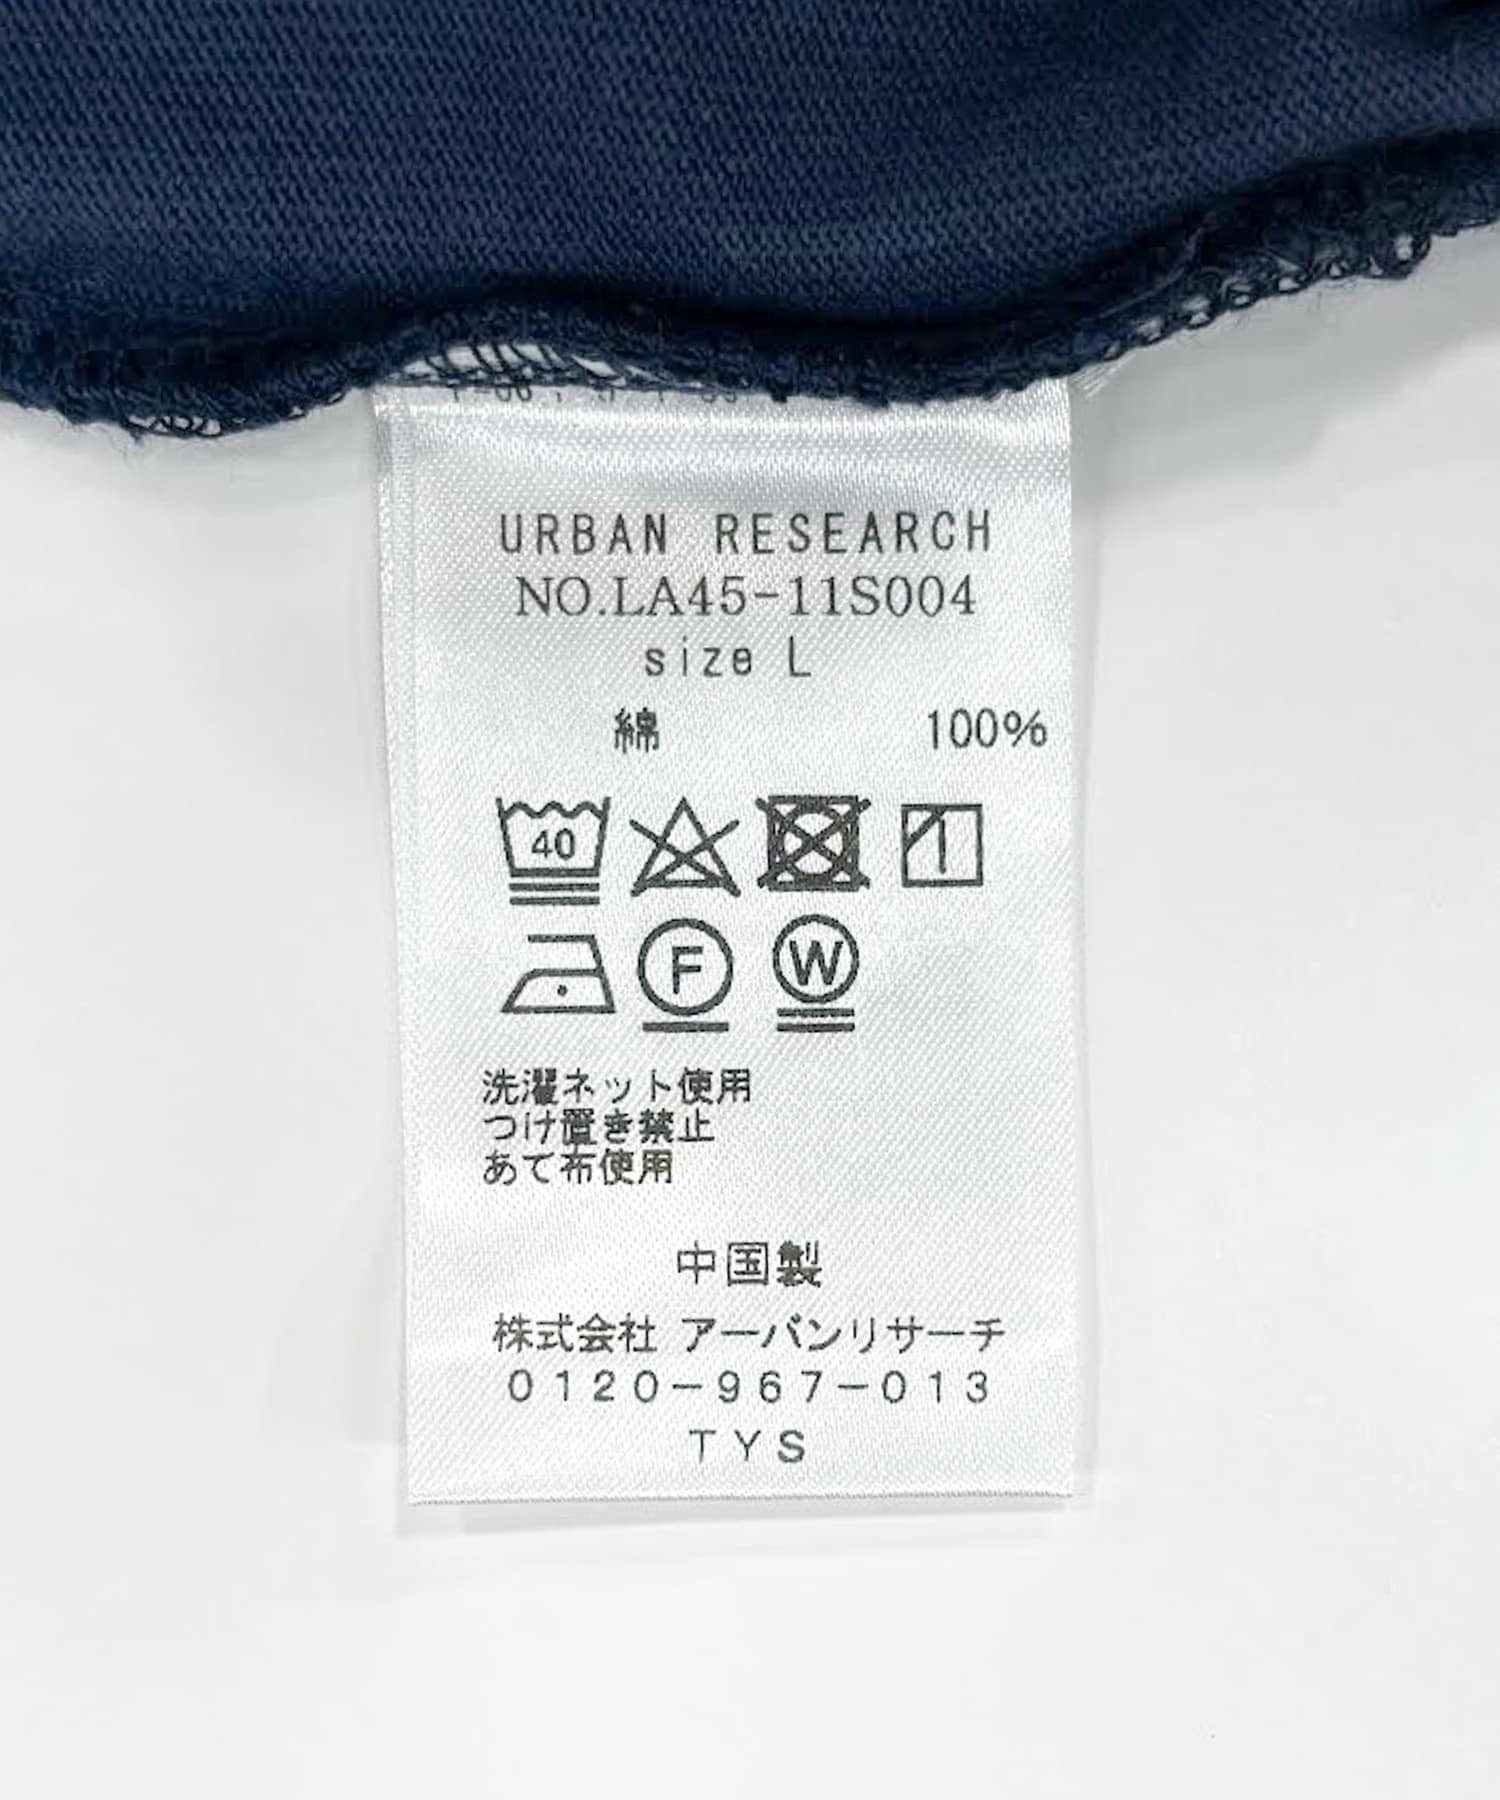 URBAN RESEARCH
NO.LA45-11S004
size L
綿 100%
40
F W
洗濯ネット使用
つけ置き禁止
あて布使用
中国製
株式会社 アーバンリサーチ
0120-967-013
TYS